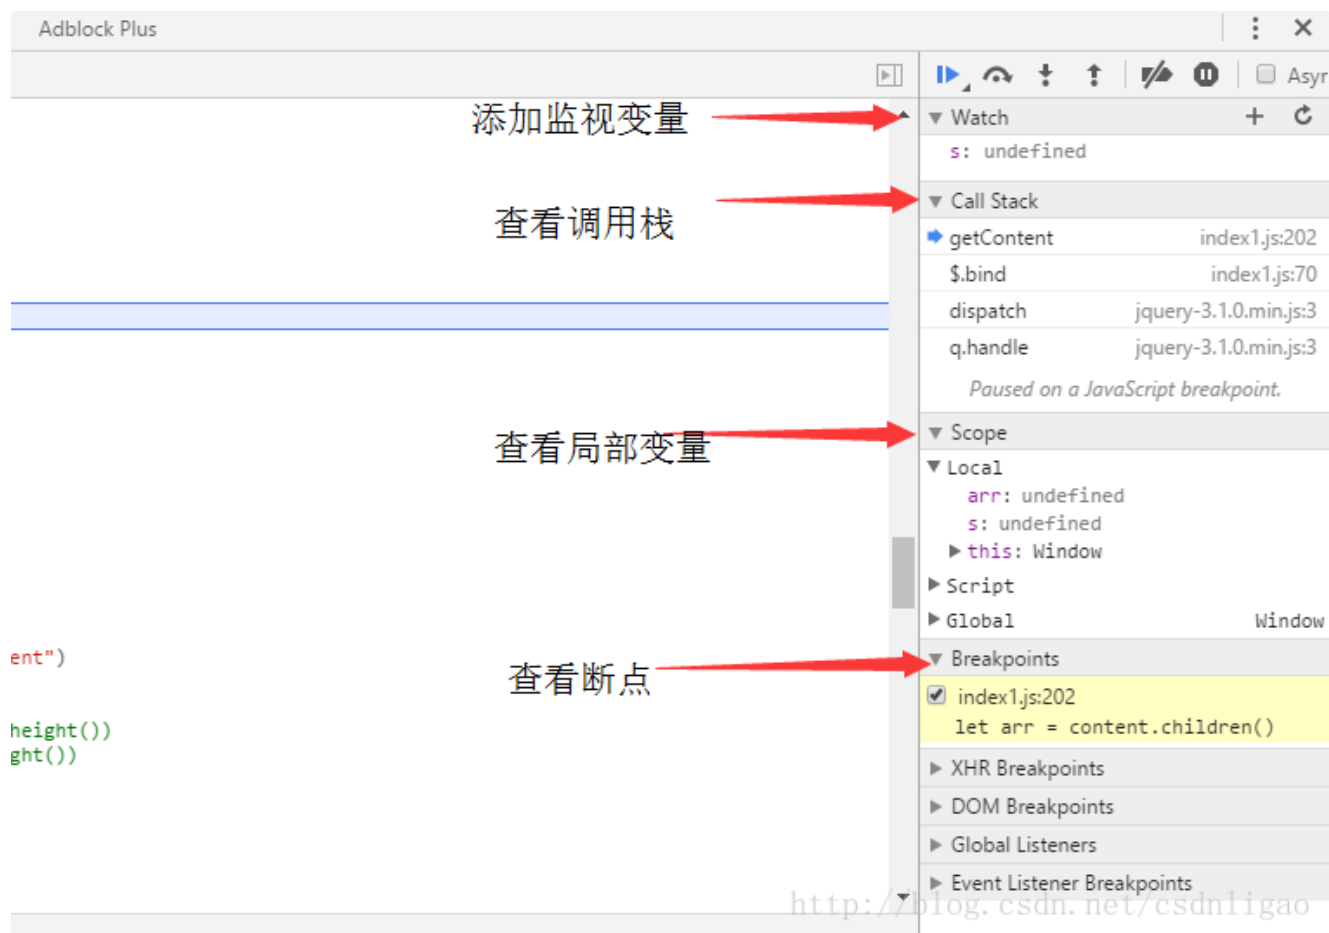 Adblock Plus
Asyr
添加监视变量
Watch
s: undefined
查看调用栈
Call Stack
getContent index1.js:202
$.bind index1.js:70
dispatch jquery-3.1.0.min.js:3
q.handle jquery-3.1.0.min.js:3
Paused on a JavaScript breakpoint.
查看局部变量
Scope
Local
arr: undefined
s: undefined
this: Window
Script
Global Window
ent")
查看断点
Breakpoints
index1.js:202
let arr = content.children()
height())
ght())
XHR Breakpoints
DOM Breakpoints
Global Listeners
Event Listener Breakpoints
http://blog.csdn.net/csdnligao